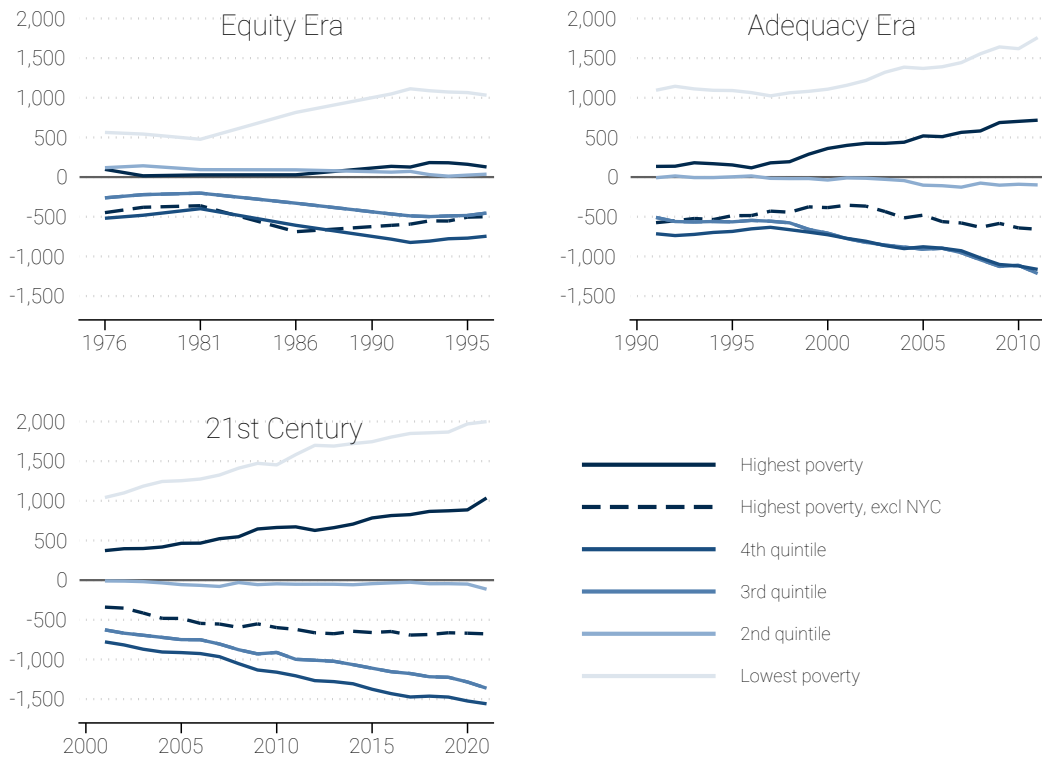 Equity Era
2,000
1,500
1,000
500
0
-500
-1,000
-1,500
1976 1981 1986 1990 1995
Adequacy Era
2,000
1,500
1,000
500
0
-500
-1,000
-1,500
1990 1995 2000 2005 2010
21st Century
2,000
1,500
1,000
500
0
-500
-1,000
-1,500
2000 2005 2010 2015 2020
Highest poverty
Highest poverty, excl NYC
4th quintile
3rd quintile
2nd quintile
Lowest poverty